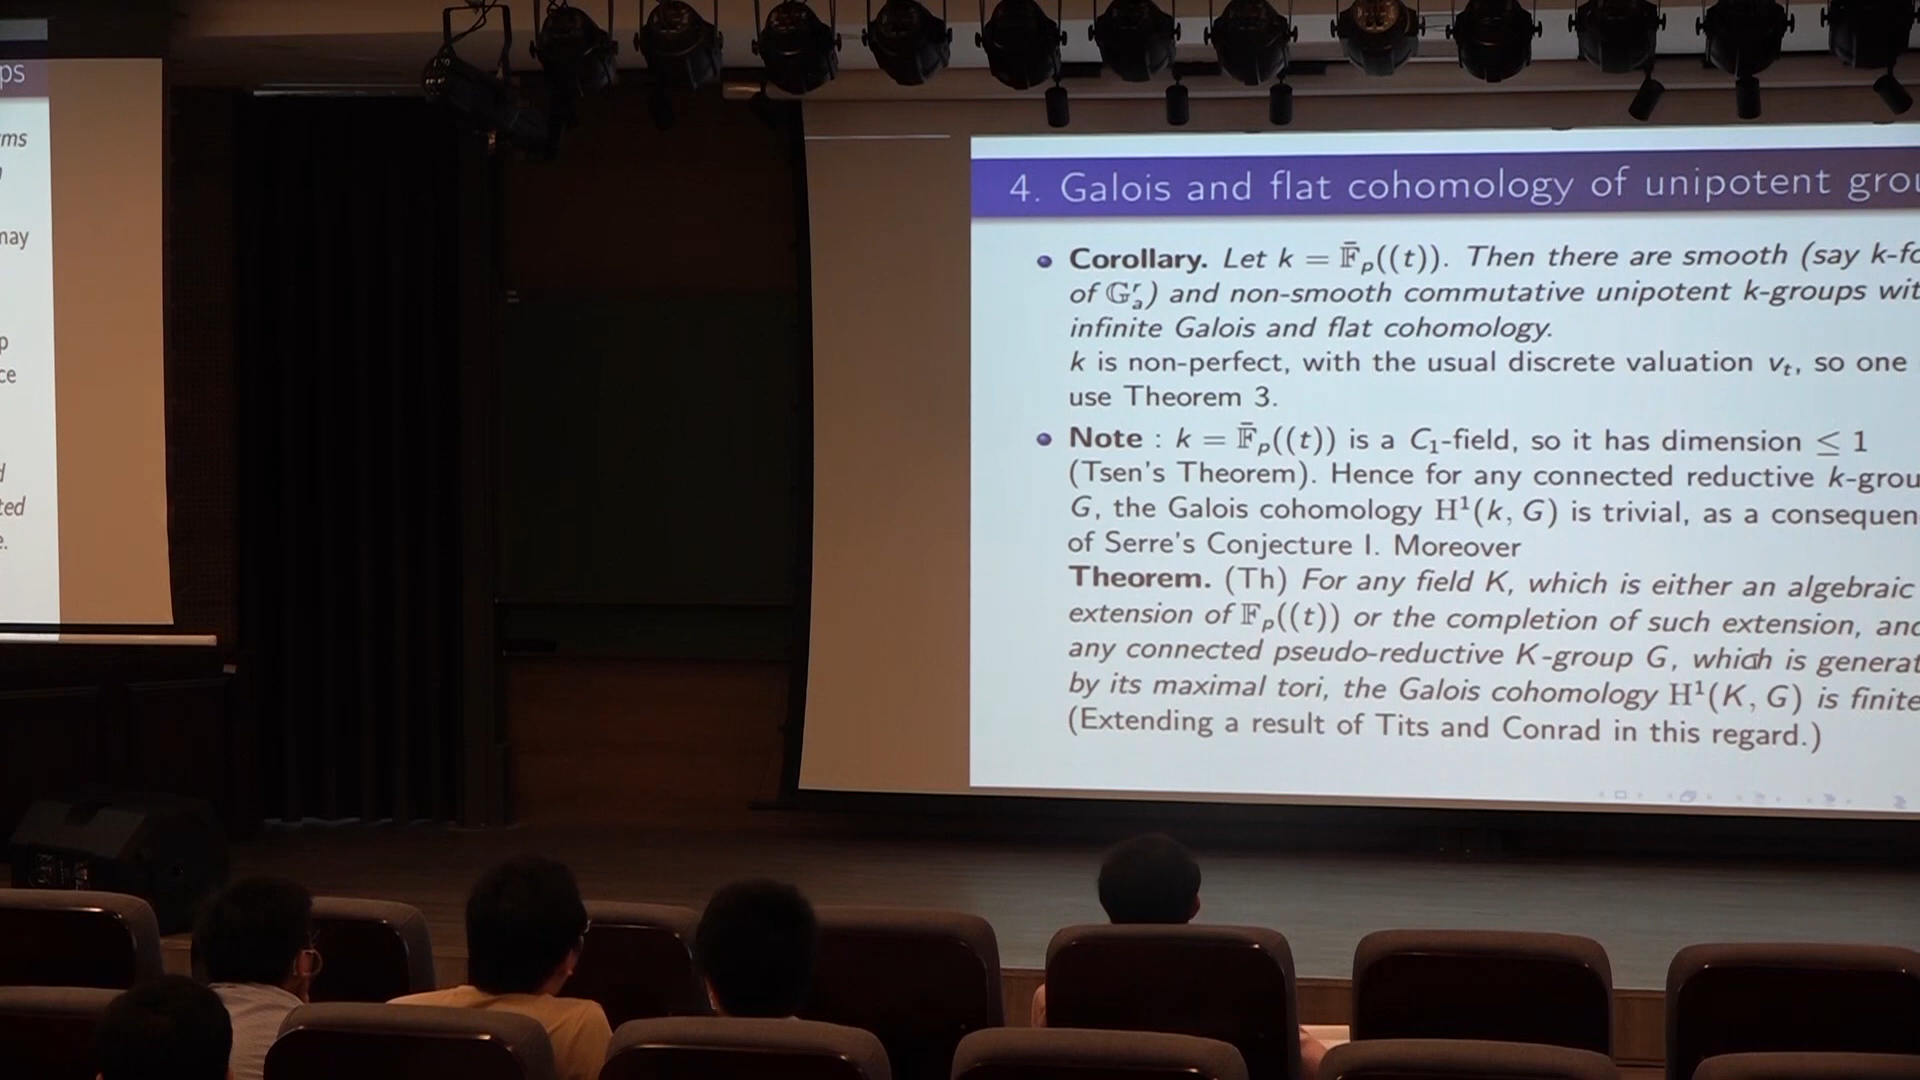 ps
ms
may
p
ce
d
ted
e.
4. Galois and flat cohomology of unipotent grou
Corollary. Let k = F̄ₚ((t)). Then there are smooth (say k-fo
of 𝔾ₐʳ) and non-smooth commutative unipotent k-groups wit
infinite Galois and flat cohomology.
k is non-perfect, with the usual discrete valuation vₜ, so one
use Theorem 3.
Note : k = F̄ₚ((t)) is a C₁-field, so it has dimension ≤ 1
(Tsen's Theorem). Hence for any connected reductive k-grou
G, the Galois cohomology H¹(k, G) is trivial, as a consequen
of Serre's Conjecture I. Moreover
Theorem. (Th) For any field K, which is either an algebraic
extension of 𝔽ₚ((t)) or the completion of such extension, and
any connected pseudo-reductive K-group G, which is generat
by its maximal tori, the Galois cohomology H¹(K, G) is finite
(Extending a result of Tits and Conrad in this regard.)